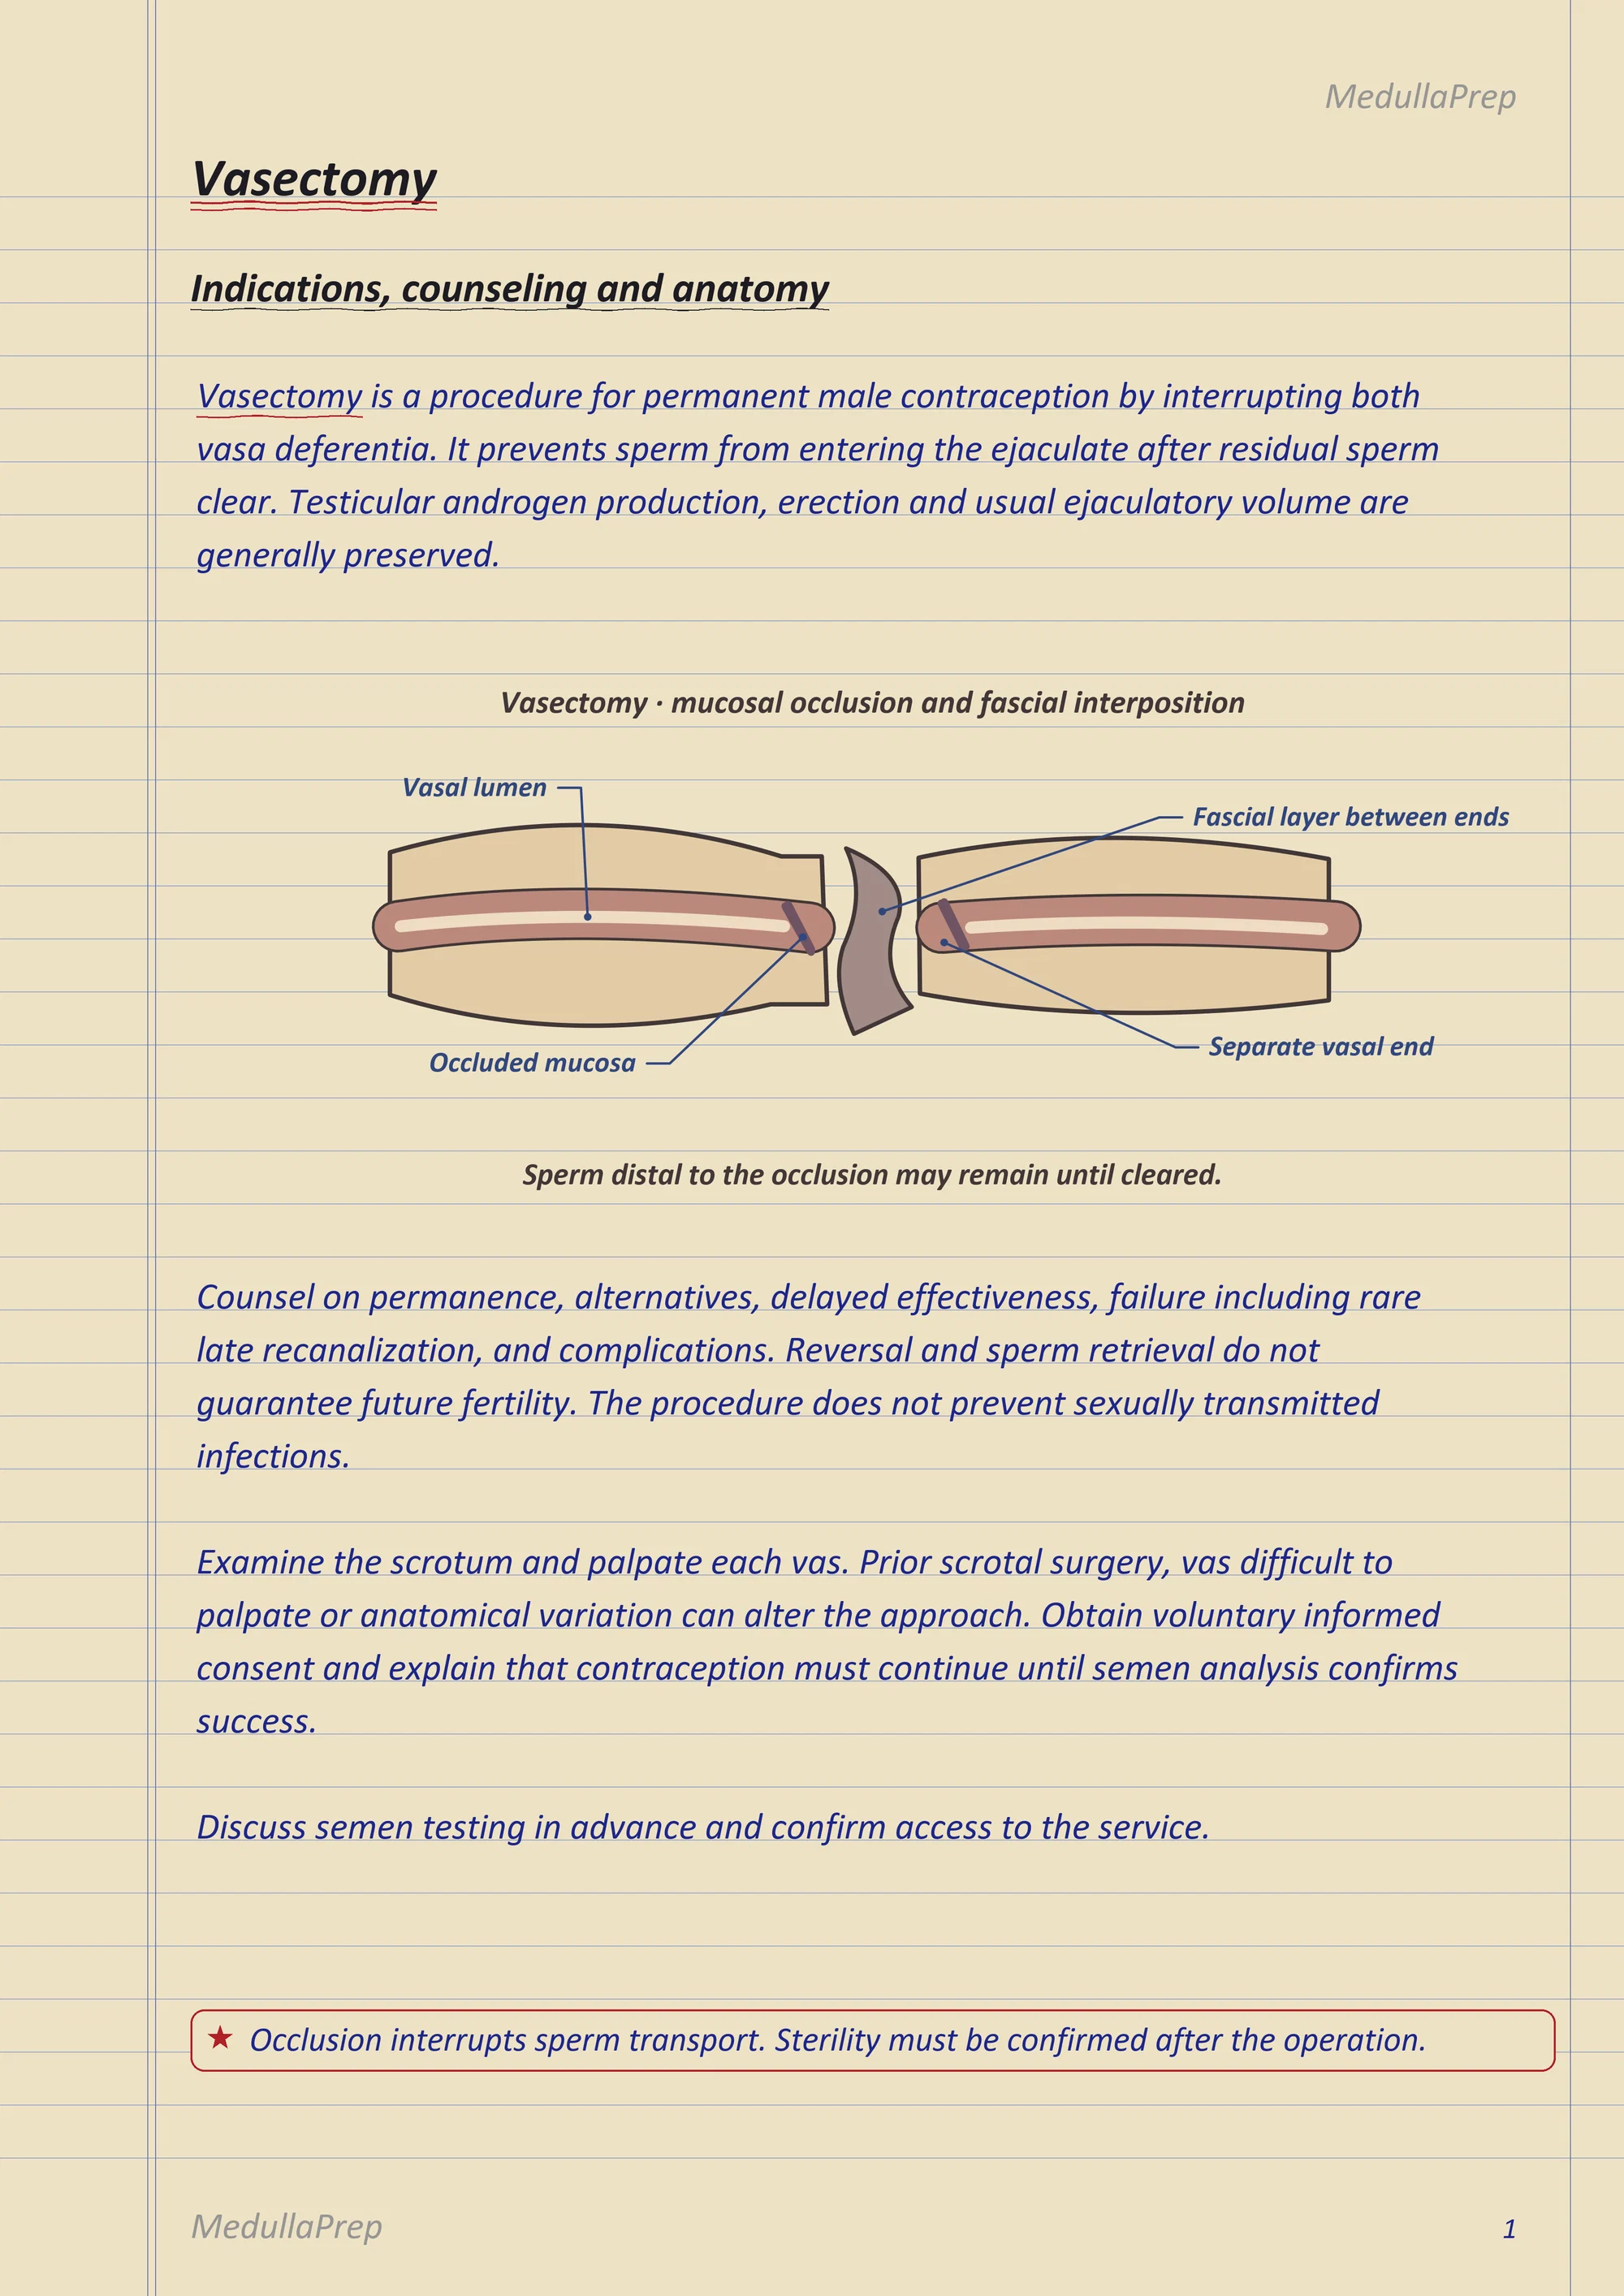 MedullaPrep
Vasectomy
Indications, counseling and anatomy
Vasectomy is a procedure for permanent male contraception by interrupting both
vasa deferentia. It prevents sperm from entering the ejaculate after residual sperm
clear. Testicular androgen production, erection and usual ejaculatory volume are
generally preserved.
Vasectomy · mucosal occlusion and fascial interposition
Vasal lumen
Fascial layer between ends
Occluded mucosa
Separate vasal end
Sperm distal to the occlusion may remain until cleared.
Counsel on permanence, alternatives, delayed effectiveness, failure including rare
late recanalization, and complications. Reversal and sperm retrieval do not
guarantee future fertility. The procedure does not prevent sexually transmitted
infections.
Examine the scrotum and palpate each vas. Prior scrotal surgery, vas difficult to
palpate or anatomical variation can alter the approach. Obtain voluntary informed
consent and explain that contraception must continue until semen analysis confirms
success.
Discuss semen testing in advance and confirm access to the service.
★ Occlusion interrupts sperm transport. Sterility must be confirmed after the operation.
MedullaPrep
1